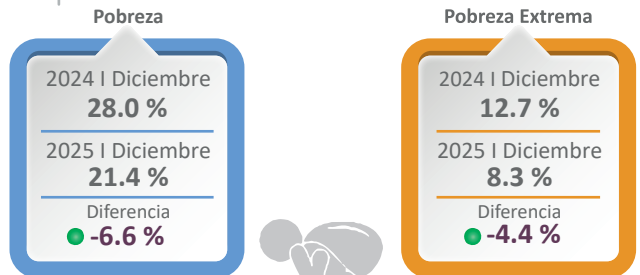 Pobreza
2024 I Diciembre
28.0 %
2025 I Diciembre
21.4 %
Diferencia
-6.6 %
Pobreza Extrema
2024 I Diciembre
12.7 %
2025 I Diciembre
8.3 %
Diferencia
-4.4 %